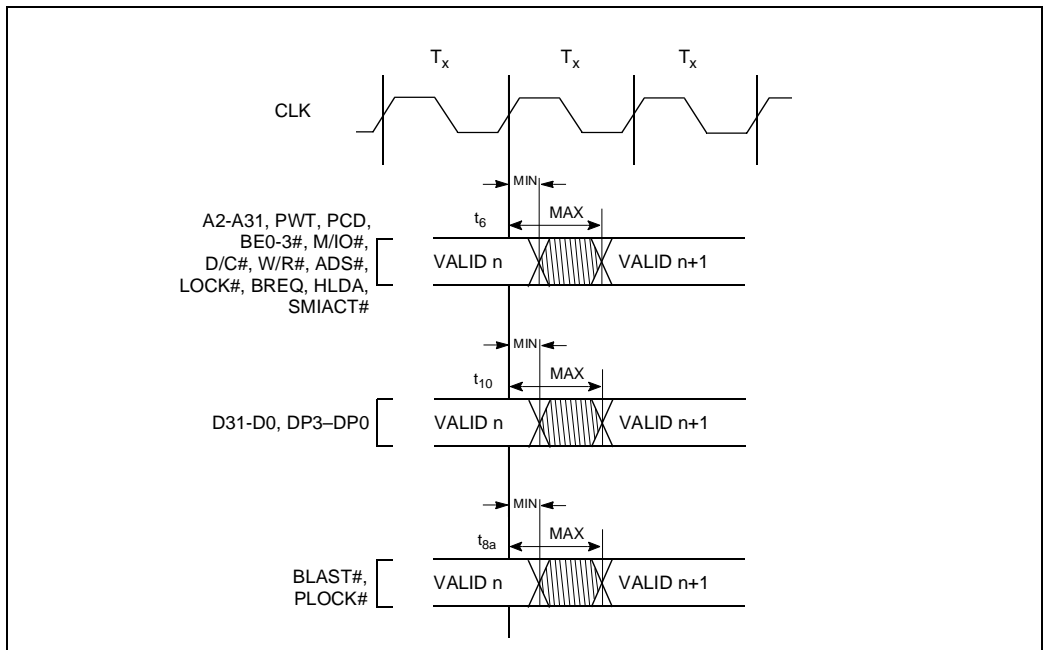 Tx Tx Tx
CLK
MIN
t6 MAX
A2-A31, PWT, PCD,
BE0-3#, M/IO#,
D/C#, W/R#, ADS#,
LOCK#, BREQ, HLDA,
SMIACT#
VALID n VALID n+1
MIN
t10 MAX
D31-D0, DP3–DP0
VALID n VALID n+1
MIN
t8a MAX
BLAST#,
PLOCK#
VALID n VALID n+1